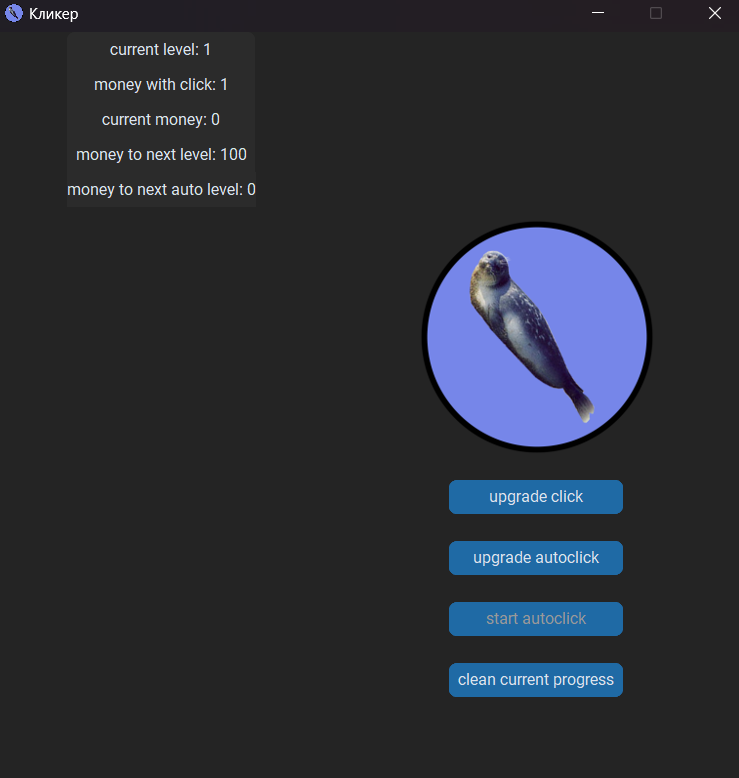 Кликер
current level: 1
money with click: 1
current money: 0
money to next level: 100
money to next auto level: 0
upgrade click
upgrade autoclick
start autoclick
clean current progress